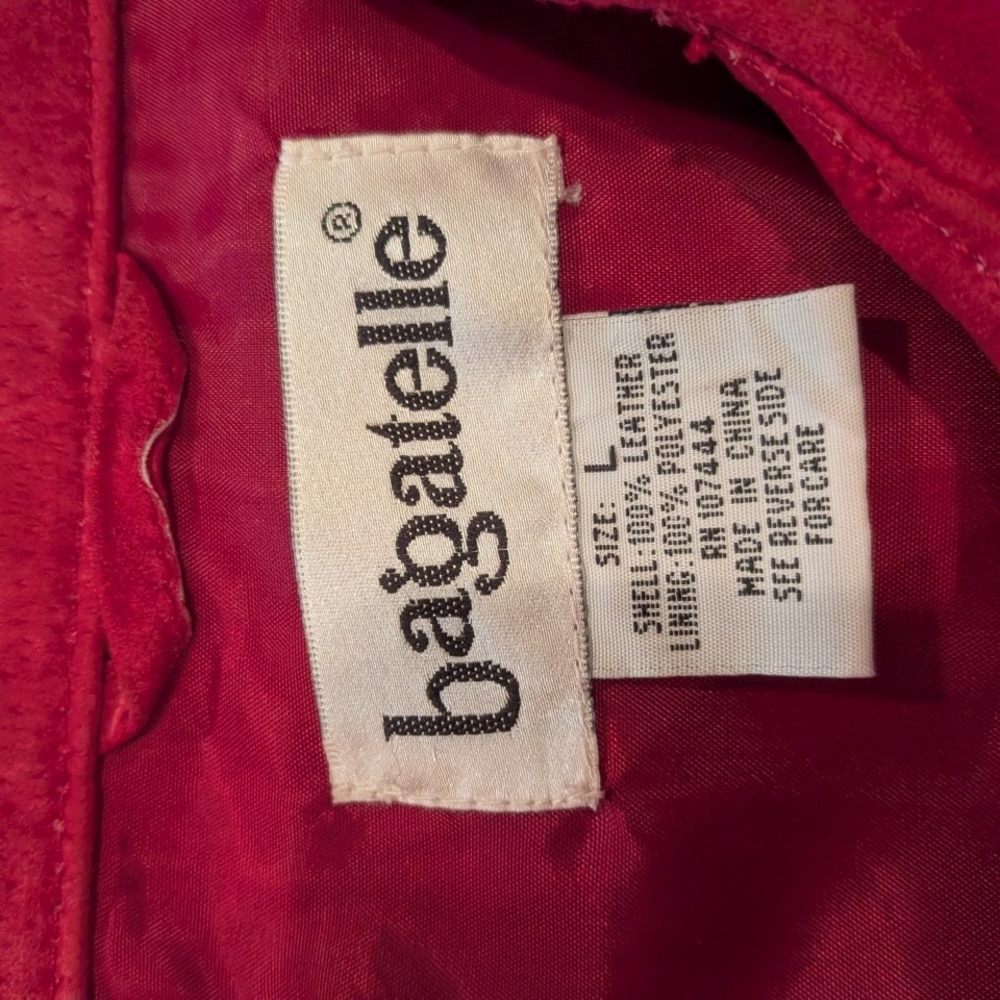 bagatelle®
SIZE: L
SHELL:100% LEATHER
LINING:100% POLYESTER
RN 107444
MADE IN CHINA
SEE REVERSE SIDE
FOR CARE